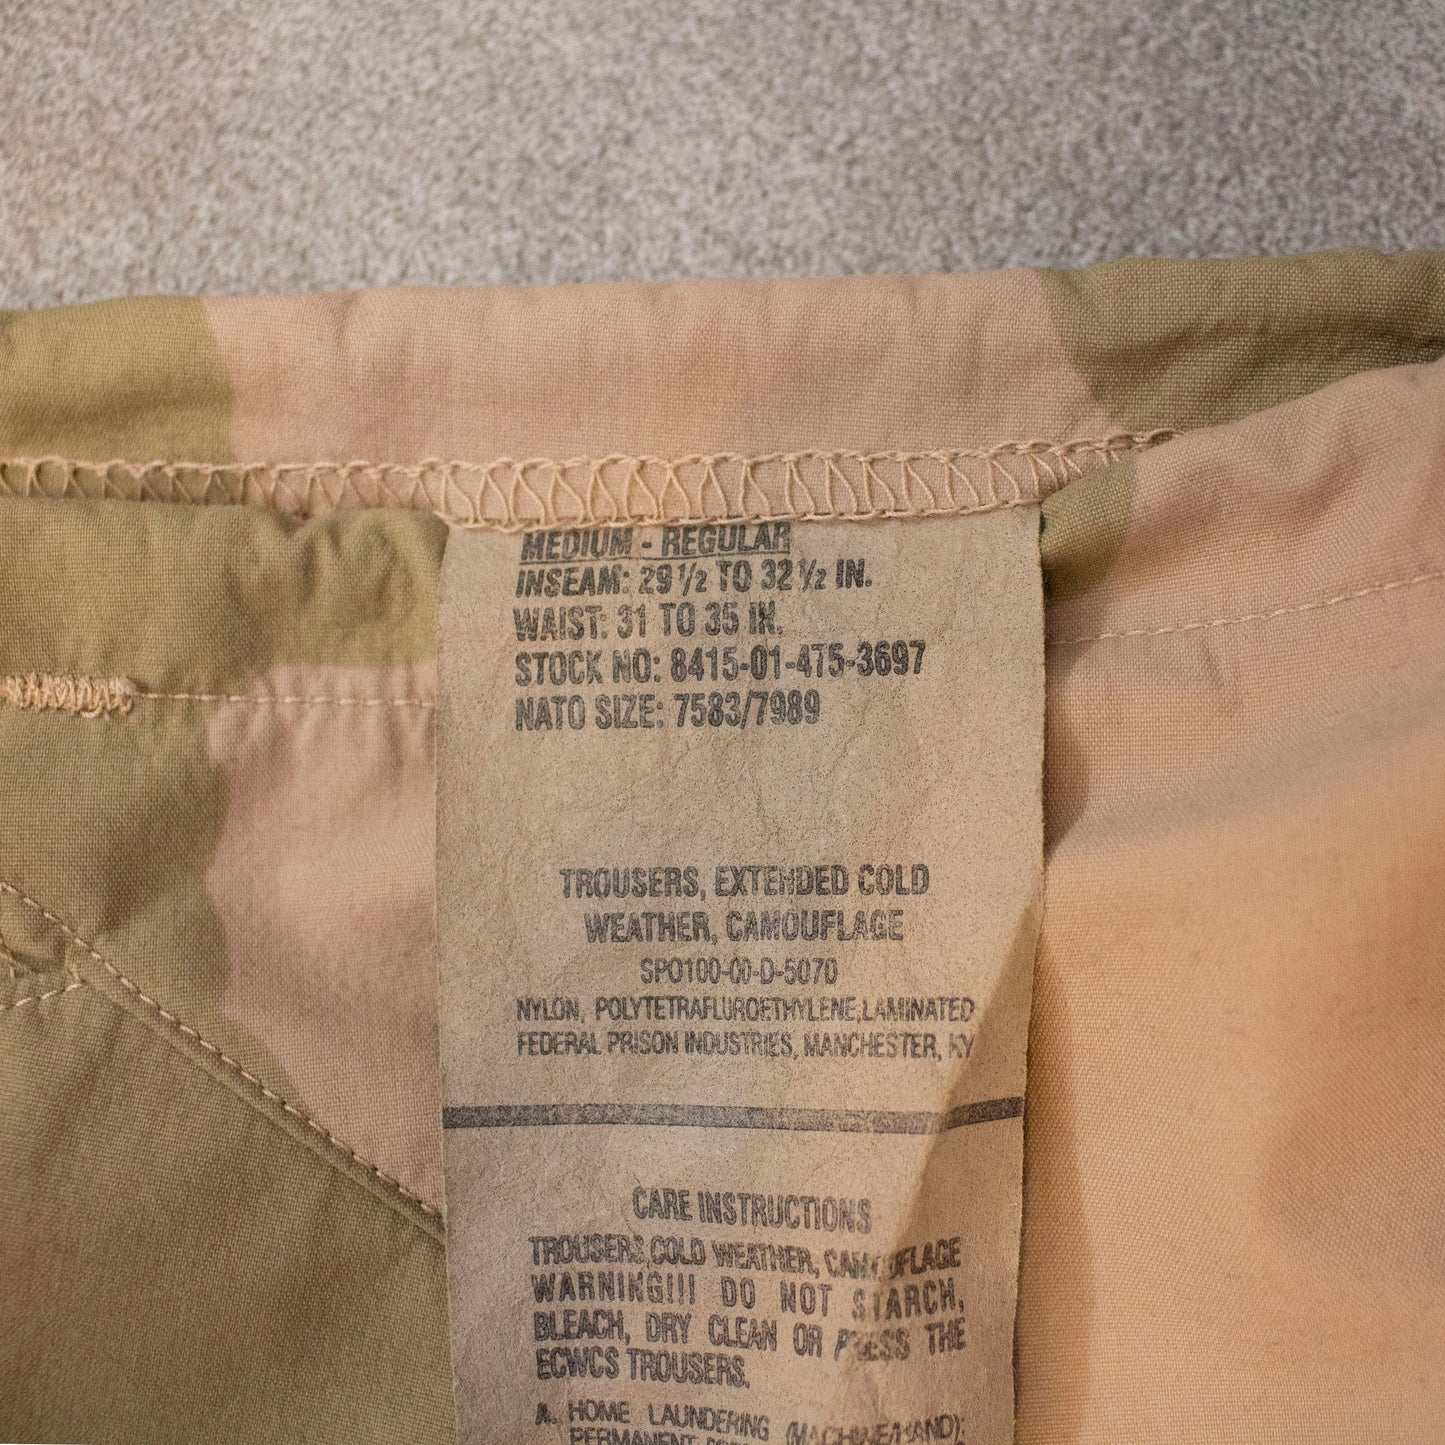 MEDIUM - REGULAR
INSEAM: 29 1/2 TO 32 1/2 IN.
WAIST: 31 TO 35 IN.
STOCK NO: 8415-01-475-3697
NATO SIZE: 7583/7989
TROUSERS, EXTENDED COLD
WEATHER, CAMOUFLAGE
SPO100-00-D-5070
NYLON, POLYTETRAFLUROETHYLENE,LAMINATED
FEDERAL PRISON INDUSTRIES, MANCHESTER, KY
CARE INSTRUCTIONS
TROUSERS,COLD WEATHER, CAMOUFLAGE
WARNING!!! DO NOT STARCH,
BLEACH, DRY CLEAN OR PRESS THE
ECWCS TROUSERS.
A. HOME LAUNDERING (MACHINE/HAND):
PERMANENT